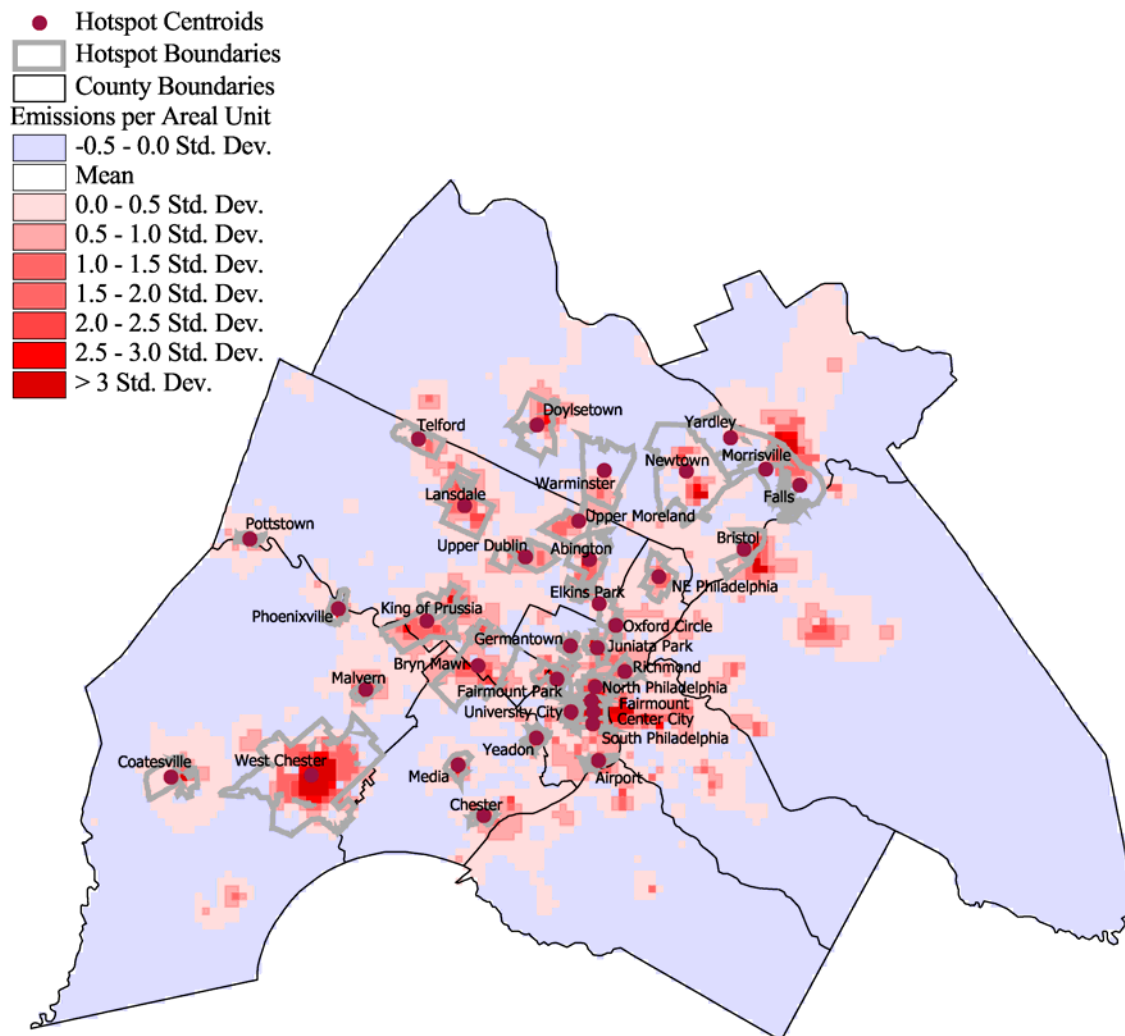 Hotspot Centroids
Hotspot Boundaries
County Boundaries
Emissions per Areal Unit
-0.5 - 0.0 Std. Dev.
Mean
0.0 - 0.5 Std. Dev.
0.5 - 1.0 Std. Dev.
1.0 - 1.5 Std. Dev.
1.5 - 2.0 Std. Dev.
2.0 - 2.5 Std. Dev.
2.5 - 3.0 Std. Dev.
> 3 Std. Dev.
Doylsetown
Telford
Yardley
Morrisville
Newtown
Warminster
Falls
Lansdale
Upper Moreland
Pottstown
Bristol
Upper Dublin
Abington
NE Philadelphia
Elkins Park
Phoenixville
King of Prussia
Oxford Circle
Germantown
Juniata Park
Bryn Mawr
Richmond
Malvern
Fairmount Park
North Philadelphia
Fairmount
University City
Center City
South Philadelphia
Yeadon
Coatesville
West Chester
Media
Airport
Chester